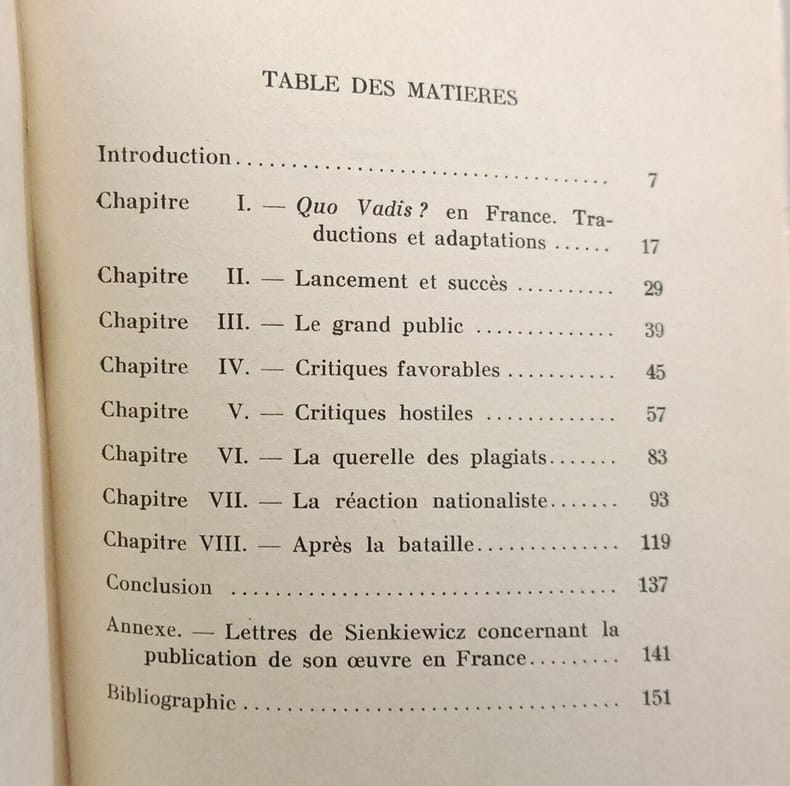 TABLE DES MATIERES
Introduction........................................ 7
Chapitre I. — Quo Vadis ? en France. Tra-
ductions et adaptations ...... 17
Chapitre II. — Lancement et succès .......... 29
Chapitre III. — Le grand public .............. 39
Chapitre IV. — Critiques favorables ........... 45
Chapitre V. — Critiques hostiles ............. 57
Chapitre VI. — La querelle des plagiats....... 83
Chapitre VII. — La réaction nationaliste....... 93
Chapitre VIII. — Après la bataille.............. 119
Conclusion ...................................... 137
Annexe. — Lettres de Sienkiewicz concernant la
publication de son œuvre en France......... 141
Bibliographie ..................................... 151